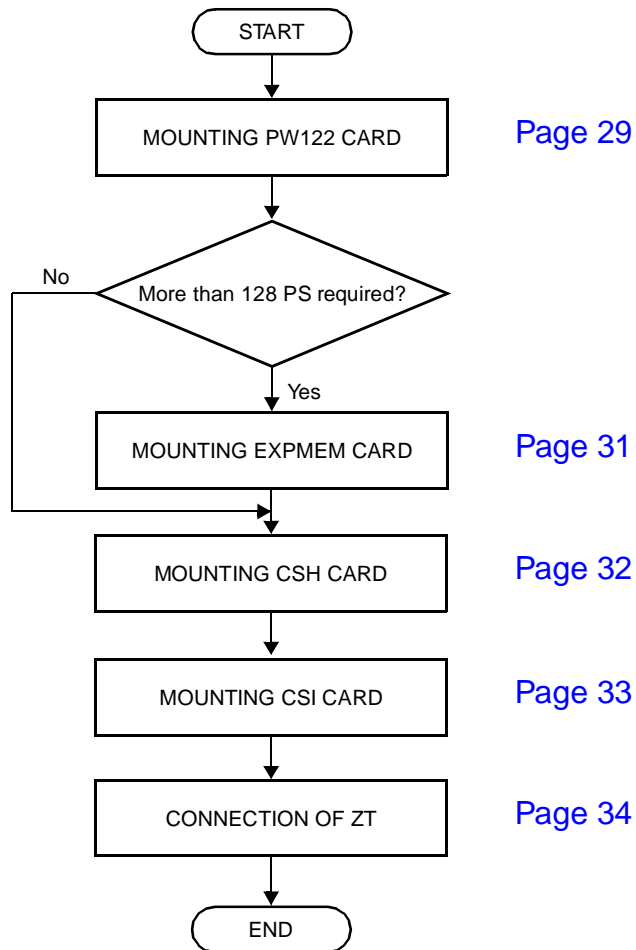 START
MOUNTING PW122 CARD
Page 29
No
More than 128 PS required?
Yes
MOUNTING EXPMEM CARD
Page 31
MOUNTING CSH CARD
Page 32
MOUNTING CSI CARD
Page 33
CONNECTION OF ZT
Page 34
END